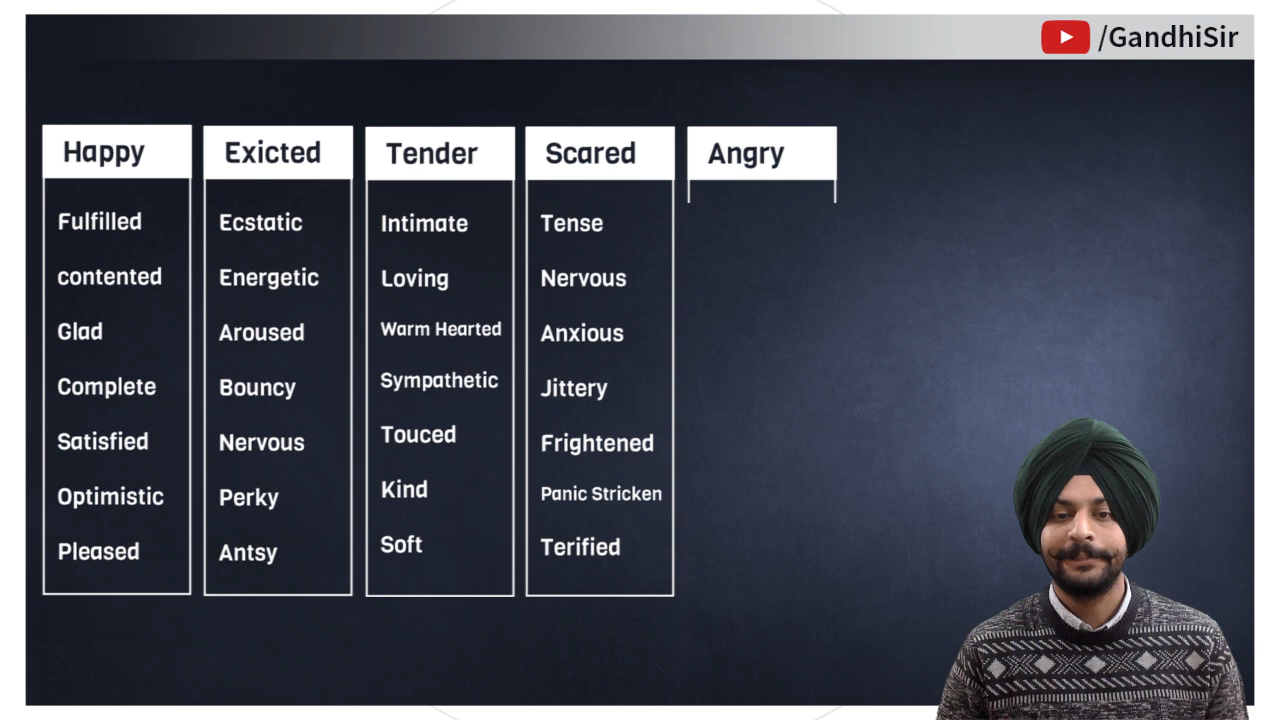 /GandhiSir
Happy
Fulfilled
contented
Glad
Complete
Satisfied
Optimistic
Pleased
Exicted
Ecstatic
Energetic
Aroused
Bouncy
Nervous
Perky
Antsy
Tender
Intimate
Loving
Warm Hearted
Sympathetic
Touced
Kind
Soft
Scared
Tense
Nervous
Anxious
Jittery
Frightened
Panic Stricken
Terified
Angry